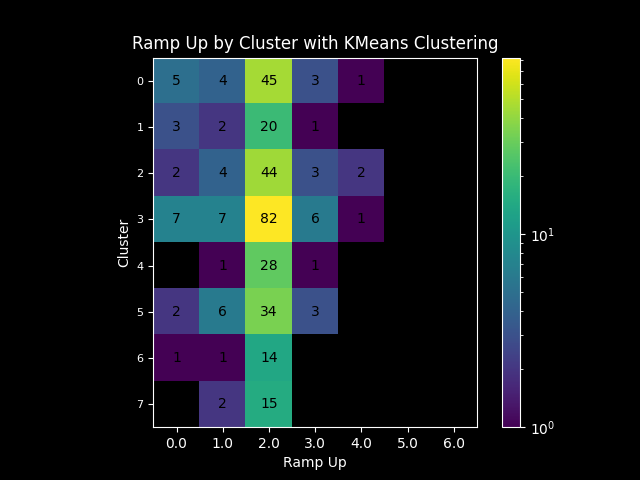 Ramp Up by Cluster with KMeans Clustering
0 5 4 45 3 1
1 3 2 20 1
2 2 4 44 3 2
3 7 7 82 6 1
4 1 28 1
5 2 6 34 3
6 1 1 14
7 2 15
0.0 1.0 2.0 3.0 4.0 5.0 6.0
Ramp Up
Cluster
10¹
10⁰